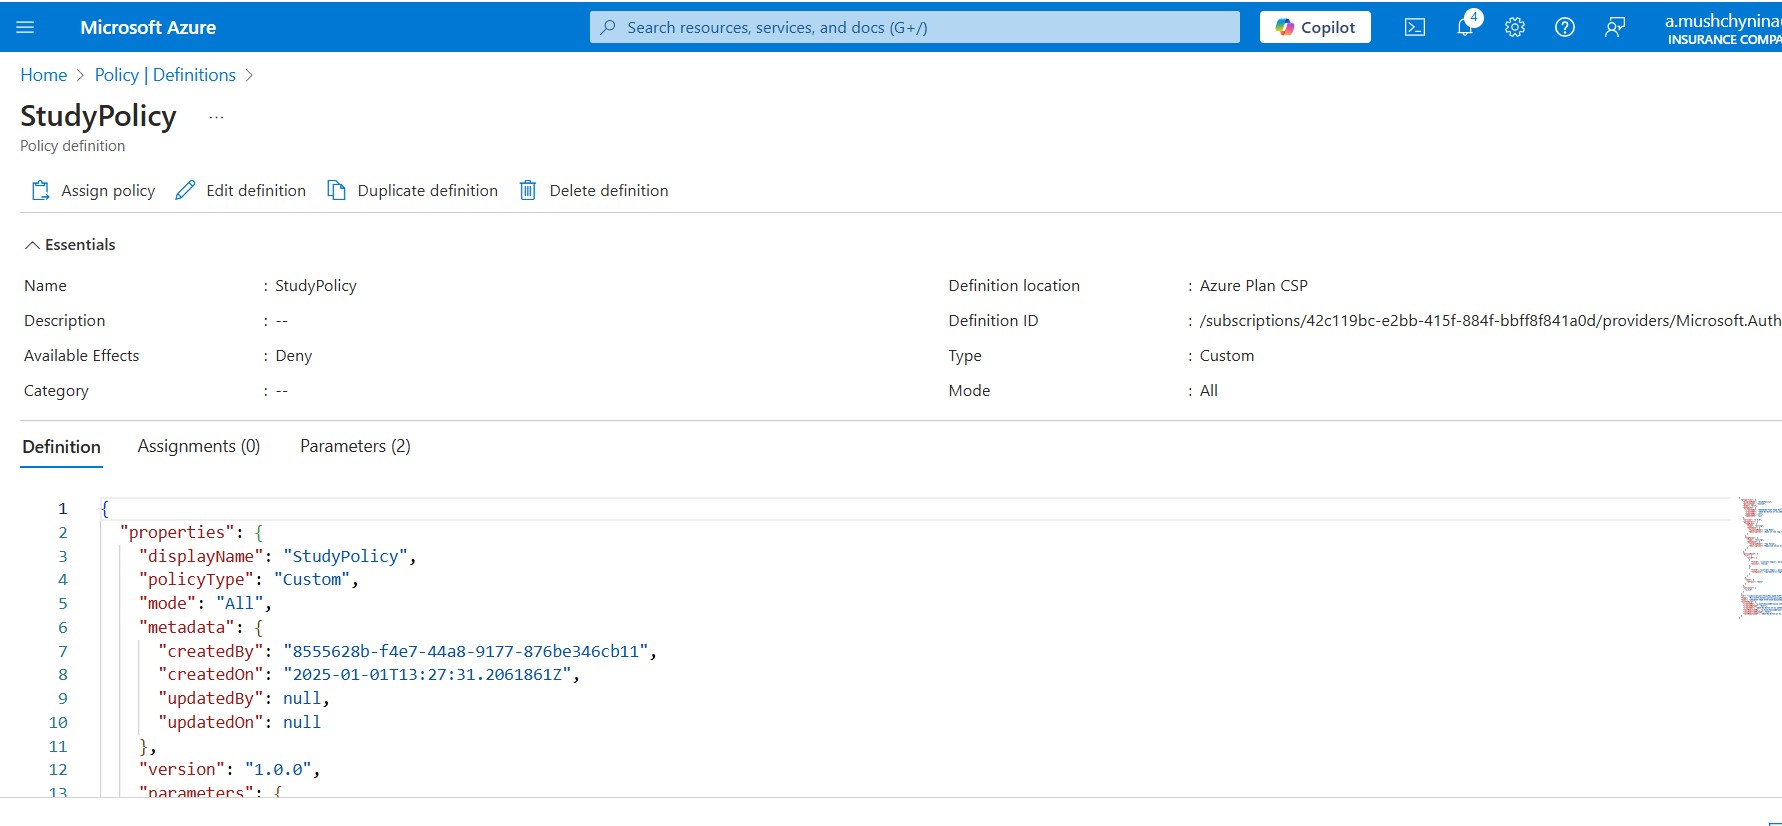 Microsoft Azure
Search resources, services, and docs (G+/)
Copilot
4
a.mushchynina
INSURANCE COMPA
Home > Policy | Definitions >
StudyPolicy ...
Policy definition
Assign policy Edit definition Duplicate definition Delete definition
Essentials
Name : StudyPolicy
Definition location : Azure Plan CSP
Description : --
Definition ID : /subscriptions/42c119bc-e2bb-415f-884f-bbff8f841a0d/providers/Microsoft.Auth
Available Effects : Deny
Type : Custom
Category : --
Mode : All
Definition Assignments (0) Parameters (2)
1 {
2 "properties": {
3 "displayName": "StudyPolicy",
4 "policyType": "Custom",
5 "mode": "All",
6 "metadata": {
7 "createdBy": "8555628b-f4e7-44a8-9177-876be346cb11",
8 "createdOn": "2025-01-01T13:27:31.2061861Z",
9 "updatedBy": null,
10 "updatedOn": null
11 },
12 "version": "1.0.0",
13 "parameters": {